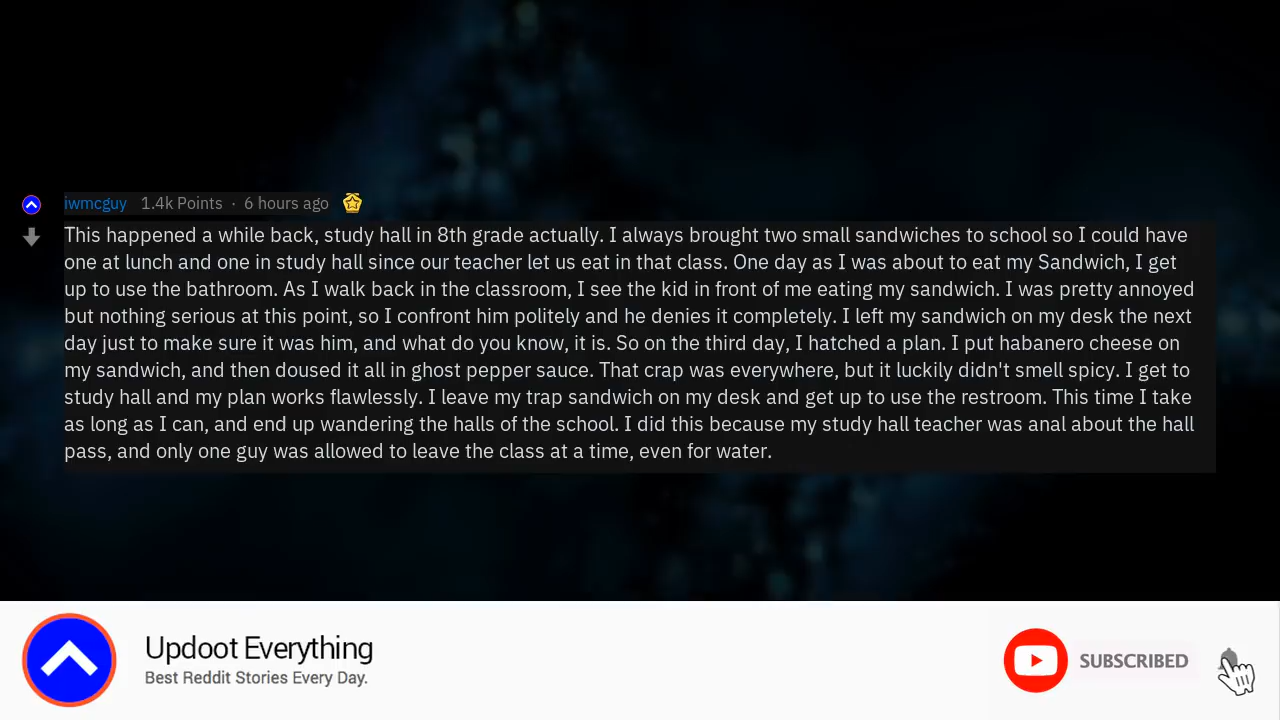 iwmcguy 1.4k Points · 6 hours ago
This happened a while back, study hall in 8th grade actually. I always brought two small sandwiches to school so I could have
one at lunch and one in study hall since our teacher let us eat in that class. One day as I was about to eat my Sandwich, I get
up to use the bathroom. As I walk back in the classroom, I see the kid in front of me eating my sandwich. I was pretty annoyed
but nothing serious at this point, so I confront him politely and he denies it completely. I left my sandwich on my desk the next
day just to make sure it was him, and what do you know, it is. So on the third day, I hatched a plan. I put habanero cheese on
my sandwich, and then doused it all in ghost pepper sauce. That crap was everywhere, but it luckily didn't smell spicy. I get to
study hall and my plan works flawlessly. I leave my trap sandwich on my desk and get up to use the restroom. This time I take
as long as I can, and end up wandering the halls of the school. I did this because my study hall teacher was anal about the hall
pass, and only one guy was allowed to leave the class at a time, even for water.
Updoot Everything
Best Reddit Stories Every Day.
SUBSCRIBED